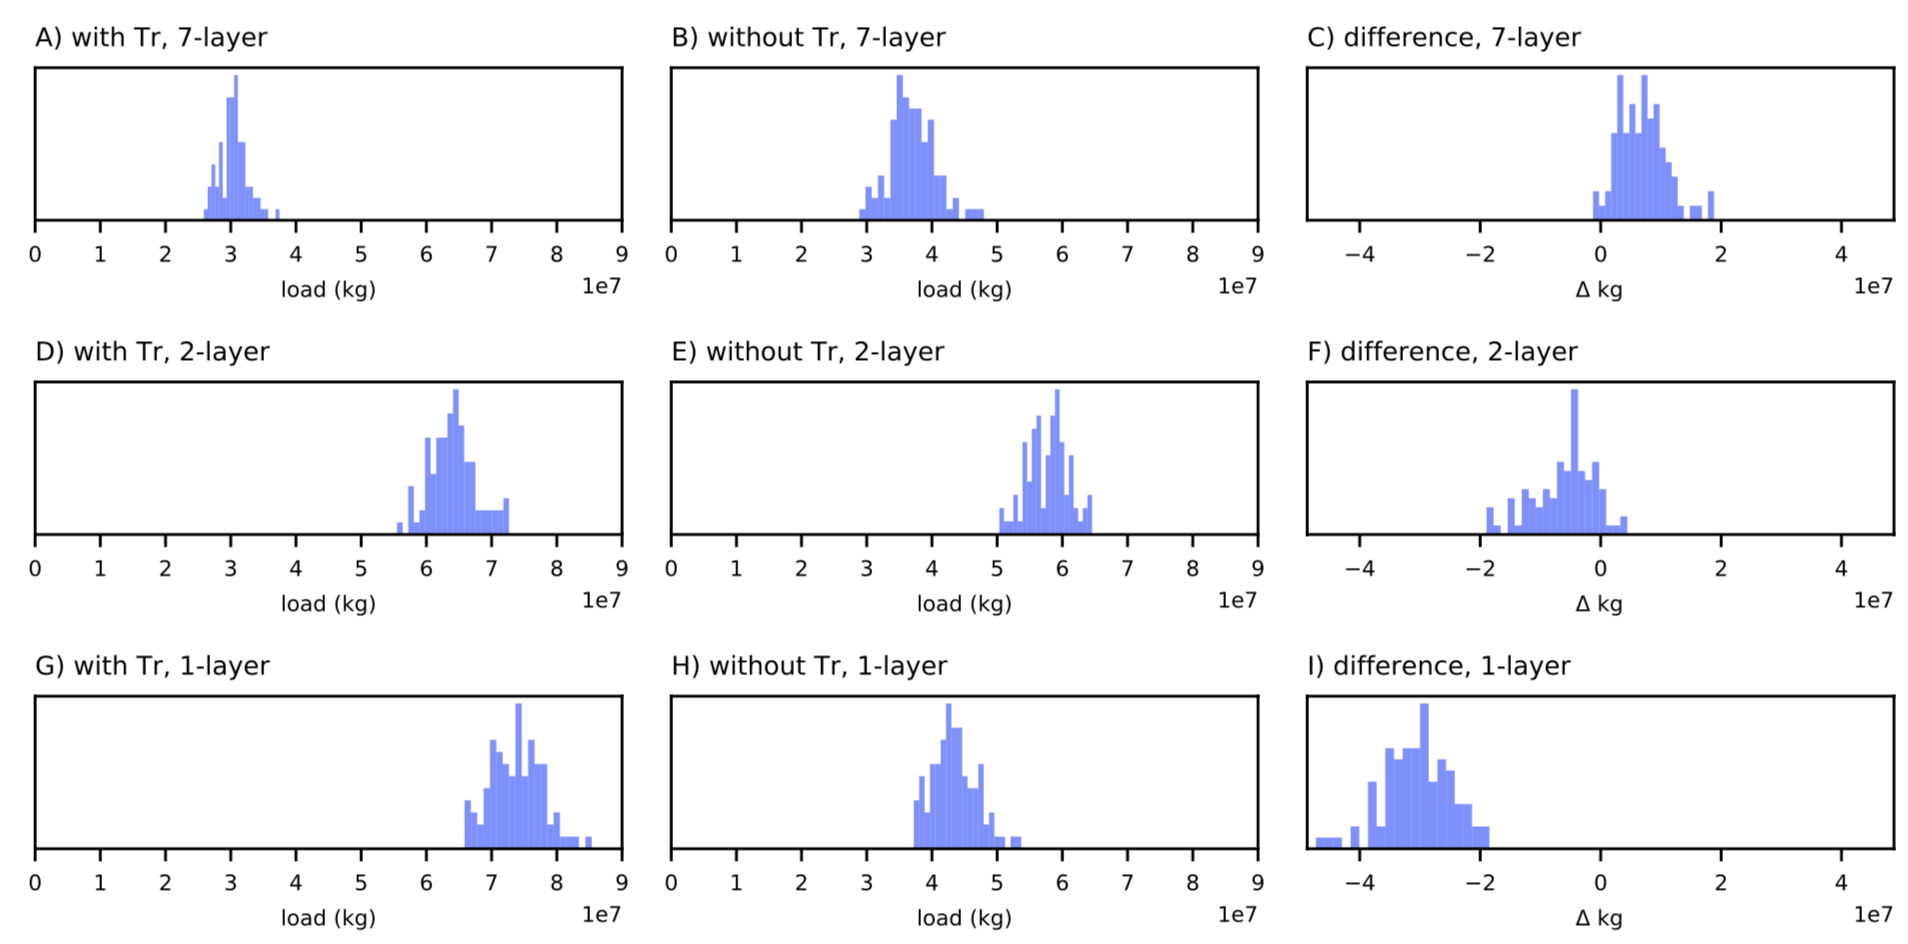 A) with Tr, 7-layer
B) without Tr, 7-layer
C) difference, 7-layer
0 1 2 3 4 5 6 7 8 9
0 1 2 3 4 5 6 7 8 9
−4 −2 0 2 4
load (kg) 1e7
load (kg) 1e7
Δ kg 1e7
D) with Tr, 2-layer
E) without Tr, 2-layer
F) difference, 2-layer
0 1 2 3 4 5 6 7 8 9
0 1 2 3 4 5 6 7 8 9
−4 −2 0 2 4
load (kg) 1e7
load (kg) 1e7
Δ kg 1e7
G) with Tr, 1-layer
H) without Tr, 1-layer
I) difference, 1-layer
0 1 2 3 4 5 6 7 8 9
0 1 2 3 4 5 6 7 8 9
−4 −2 0 2 4
load (kg) 1e7
load (kg) 1e7
Δ kg 1e7